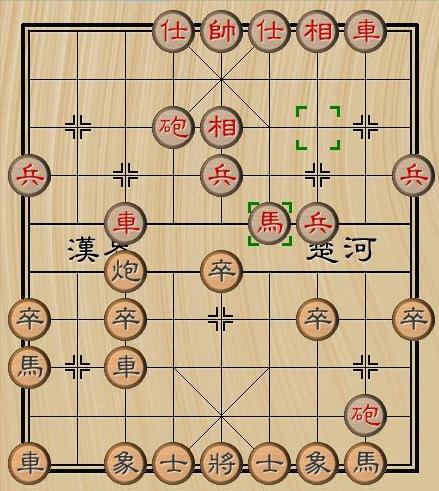 仕 帥 仕 相 車
砲 相
兵 兵 兵
車 馬 兵
漢 楚河
炮 卒
卒 卒 卒 卒
馬 車
砲
車 象 士 將 士 象 馬